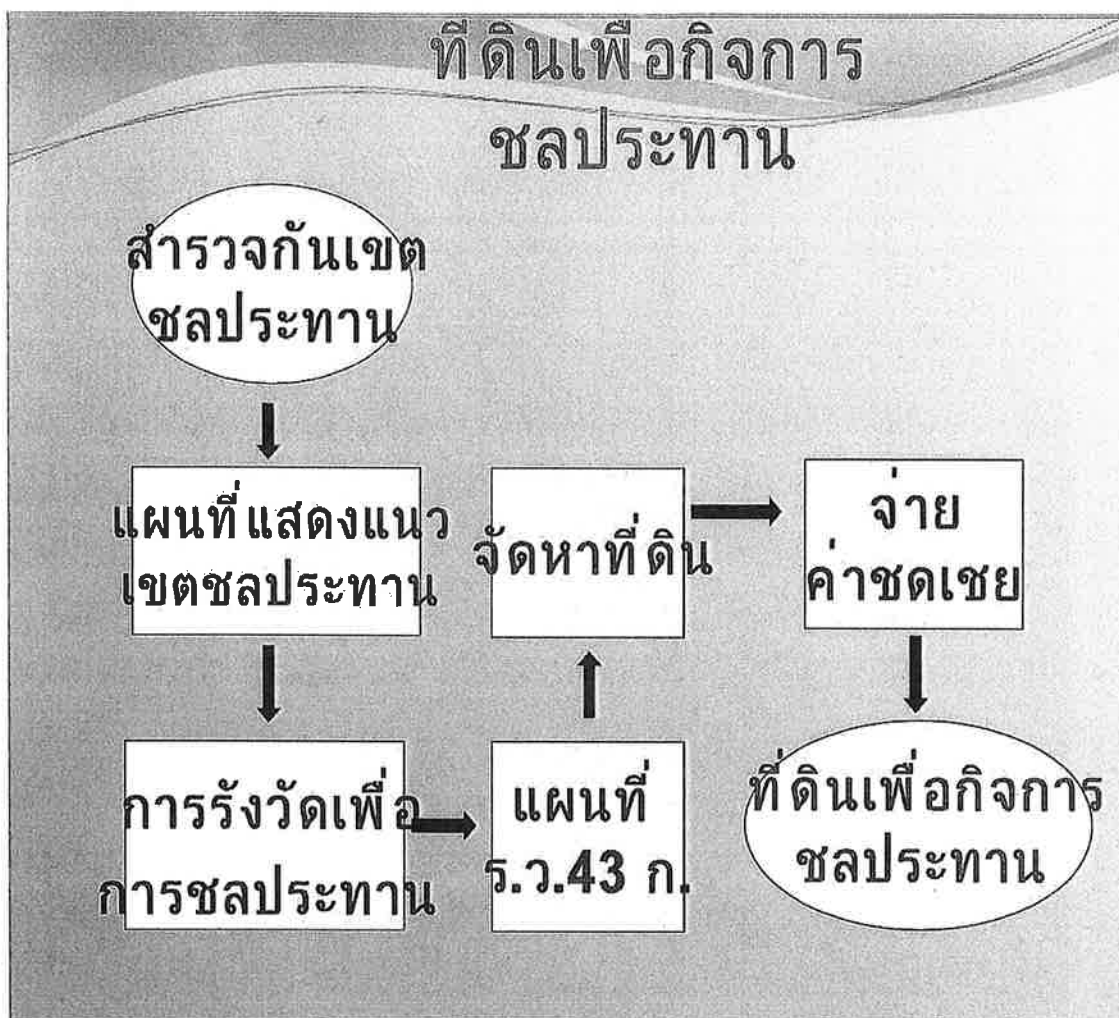 ที่ดินเพื่อกิจการ
ชลประทาน
สำรวจกันเขต
ชลประทาน
แผนที่แสดงแนว
เขตชลประทาน
การรังวัดเพื่อ
การชลประทาน
แผนที่
ร.ว.43 ก.
จัดหาที่ดิน
จ่าย
ค่าชดเชย
ที่ดินเพื่อกิจการ
ชลประทาน